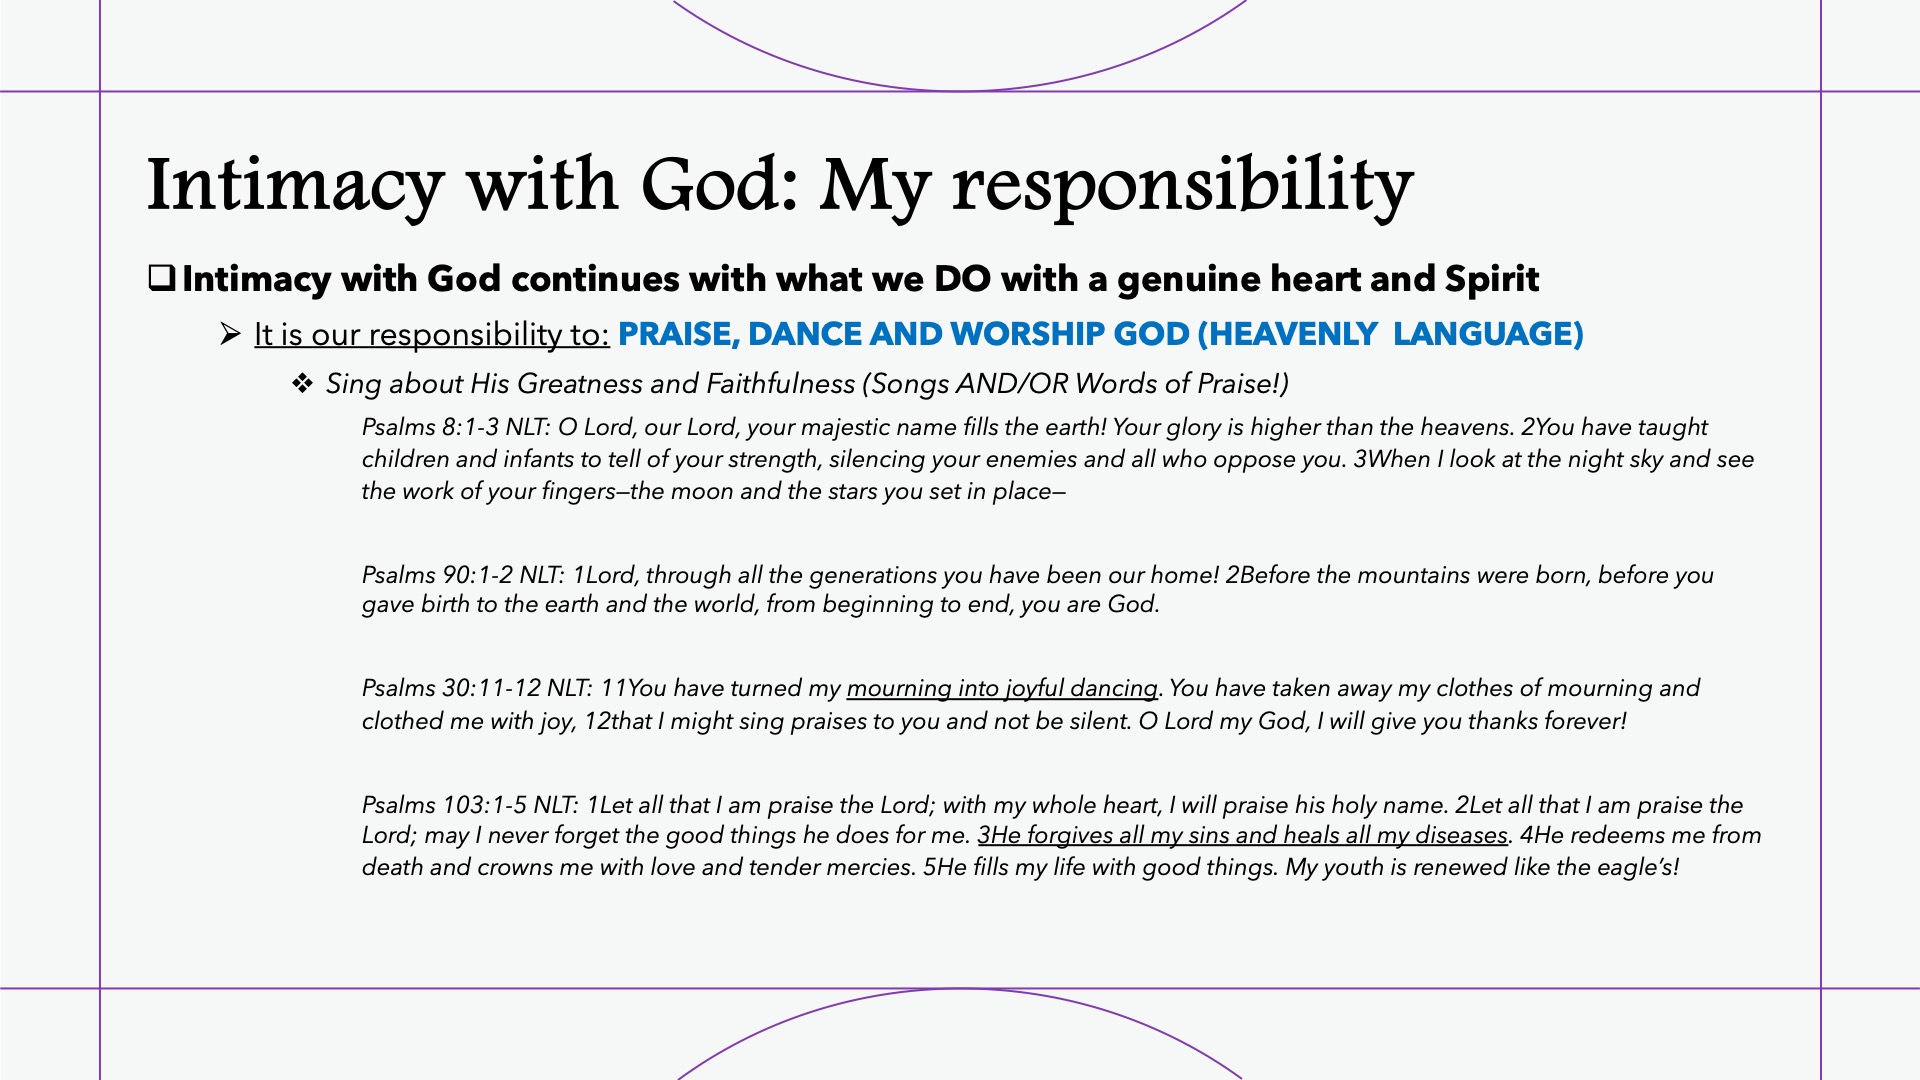 Intimacy with God: My responsibility
❑Intimacy with God continues with what we DO with a genuine heart and Spirit
➢ It is our responsibility to: PRAISE, DANCE AND WORSHIP GOD (HEAVENLY  LANGUAGE)
❖ Sing about His Greatness and Faithfulness (Songs AND/OR Words of Praise!)
Psalms 8:1-3 NLT: O Lord, our Lord, your majestic name fills the earth! Your glory is higher than the heavens. 2You have taught
children and infants to tell of your strength, silencing your enemies and all who oppose you. 3When I look at the night sky and see
the work of your fingers—the moon and the stars you set in place—
Psalms 90:1-2 NLT: 1Lord, through all the generations you have been our home! 2Before the mountains were born, before you
gave birth to the earth and the world, from beginning to end, you are God.
Psalms 30:11-12 NLT: 11You have turned my mourning into joyful dancing. You have taken away my clothes of mourning and
clothed me with joy, 12that I might sing praises to you and not be silent. O Lord my God, I will give you thanks forever!
Psalms 103:1-5 NLT: 1Let all that I am praise the Lord; with my whole heart, I will praise his holy name. 2Let all that I am praise the
Lord; may I never forget the good things he does for me. 3He forgives all my sins and heals all my diseases. 4He redeems me from
death and crowns me with love and tender mercies. 5He fills my life with good things. My youth is renewed like the eagle’s!